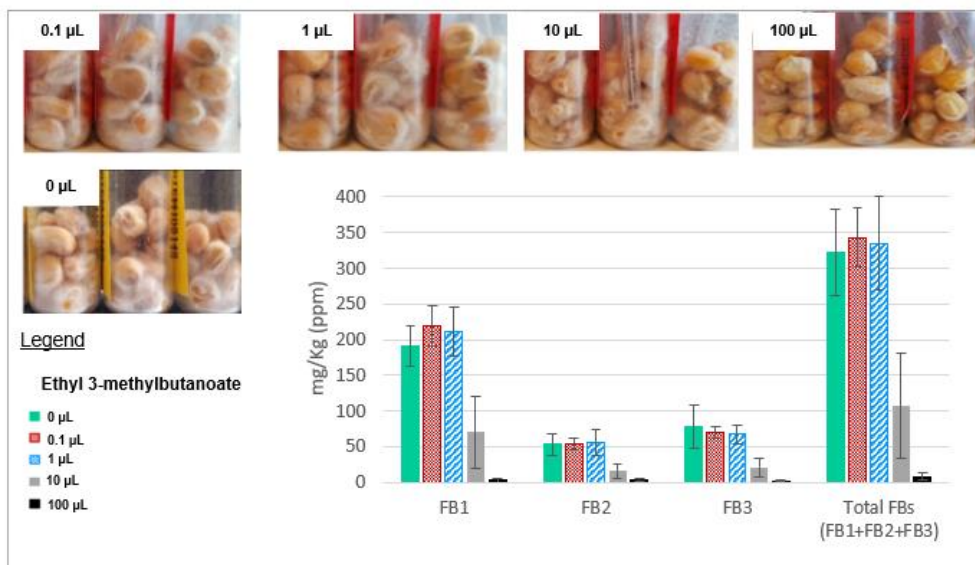 0.1 µL
1 µL
10 µL
100 µL
0 µL
Legend
Ethyl 3-methylbutanoate
0 µL
0.1 µL
1 µL
10 µL
100 µL
mg/Kg (ppm)
400
350
300
250
200
150
100
50
0
FB1
FB2
FB3
Total FBs
(FB1+FB2+FB3)